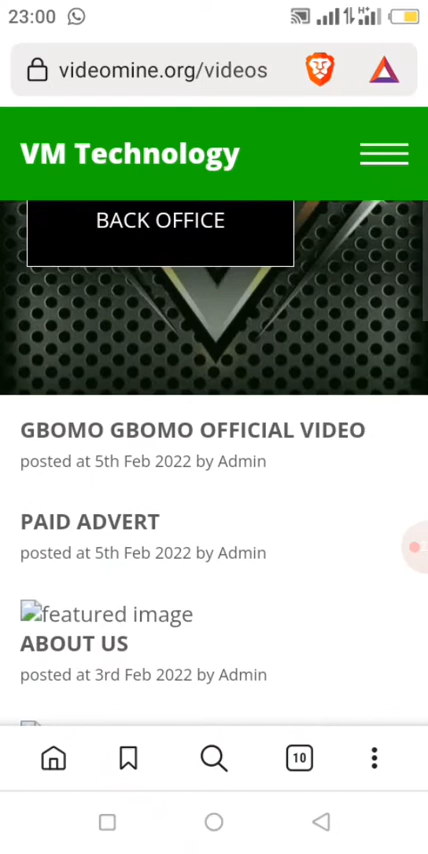 23:00
H+
videomine.org/videos
VM Technology
BACK OFFICE
GBOMO GBOMO OFFICIAL VIDEO
posted at 5th Feb 2022 by Admin
PAID ADVERT
posted at 5th Feb 2022 by Admin
featured image
ABOUT US
posted at 3rd Feb 2022 by Admin
10